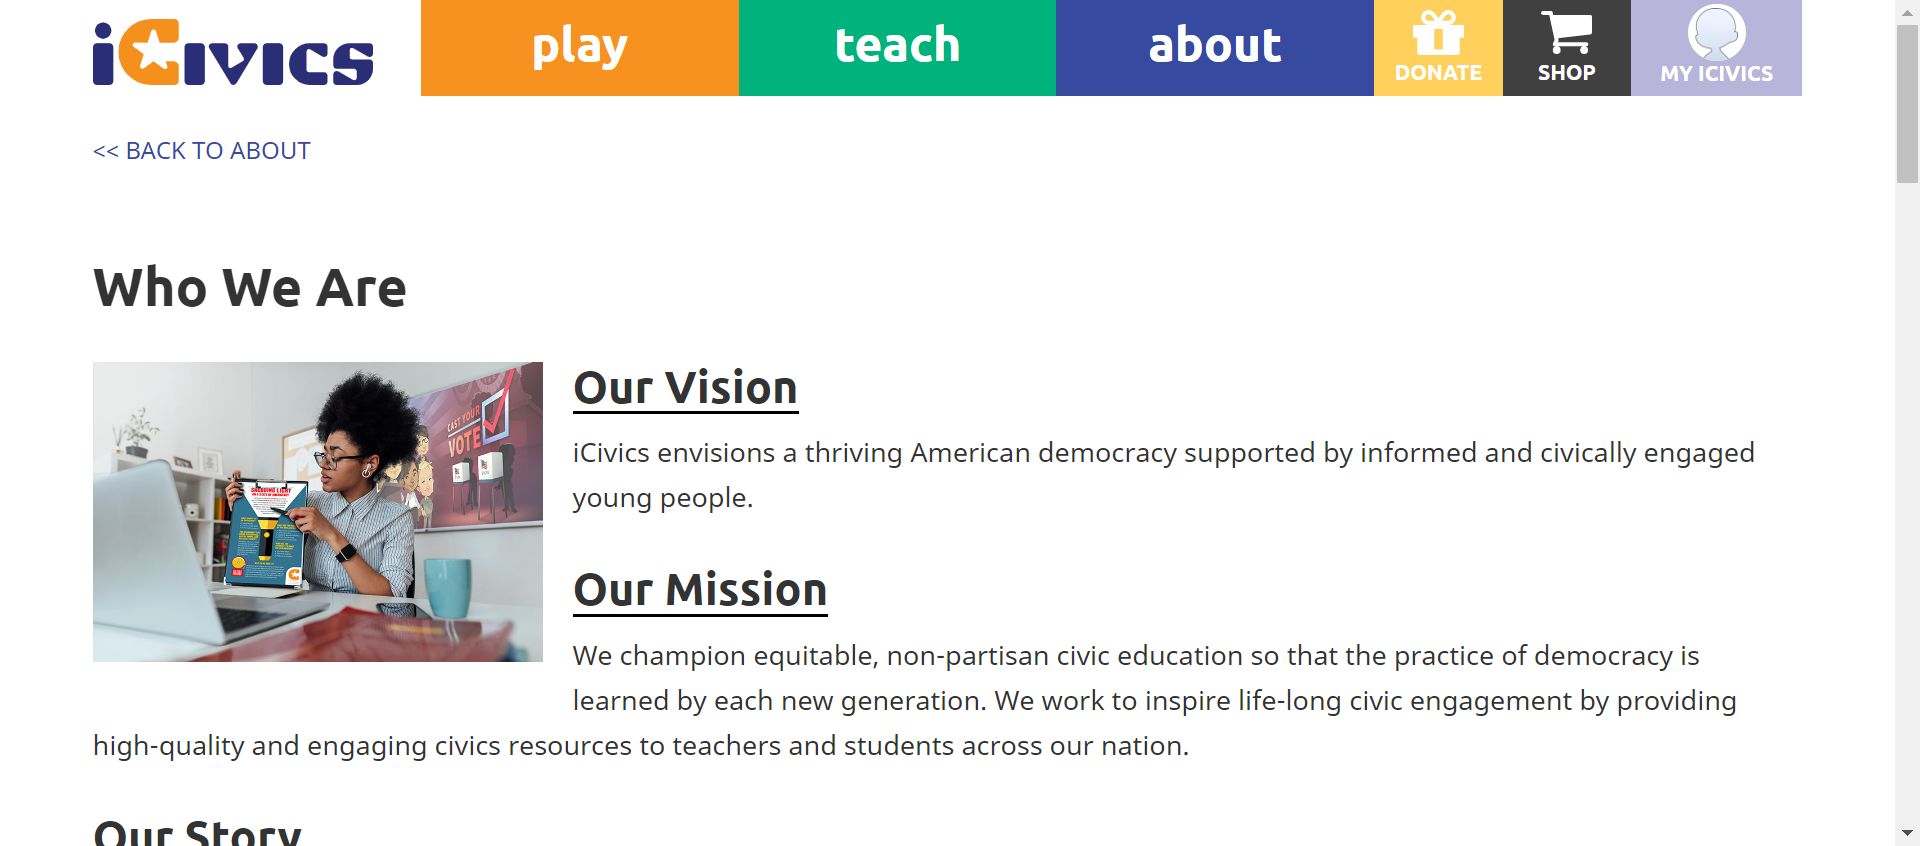 iCivics
play
teach
about
DONATE
SHOP
MY ICIVICS
<< BACK TO ABOUT
Who We Are
CAST YOUR
VOTE
SHEDDING LIGHT
Our Vision
iCivics envisions a thriving American democracy supported by informed and civically engaged
young people.
Our Mission
We champion equitable, non-partisan civic education so that the practice of democracy is
learned by each new generation. We work to inspire life-long civic engagement by providing
high-quality and engaging civics resources to teachers and students across our nation.
Our Story